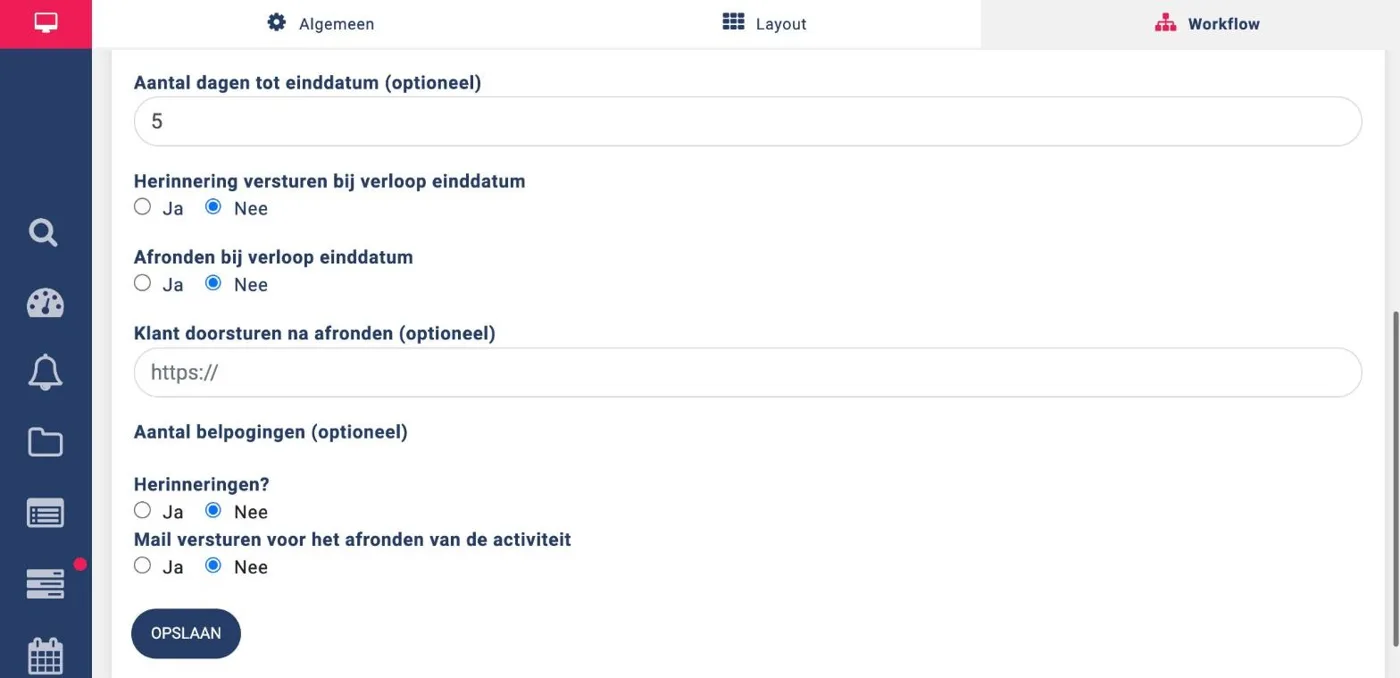 Algemeen
Layout
Workflow
Aantal dagen tot einddatum (optioneel)
5
Herinnering versturen bij verloop einddatum
Ja Nee
Afronden bij verloop einddatum
Ja Nee
Klant doorsturen na afronden (optioneel)
https://
Aantal belpogingen (optioneel)
Herinneringen?
Ja Nee
Mail versturen voor het afronden van de activiteit
Ja Nee
OPSLAAN